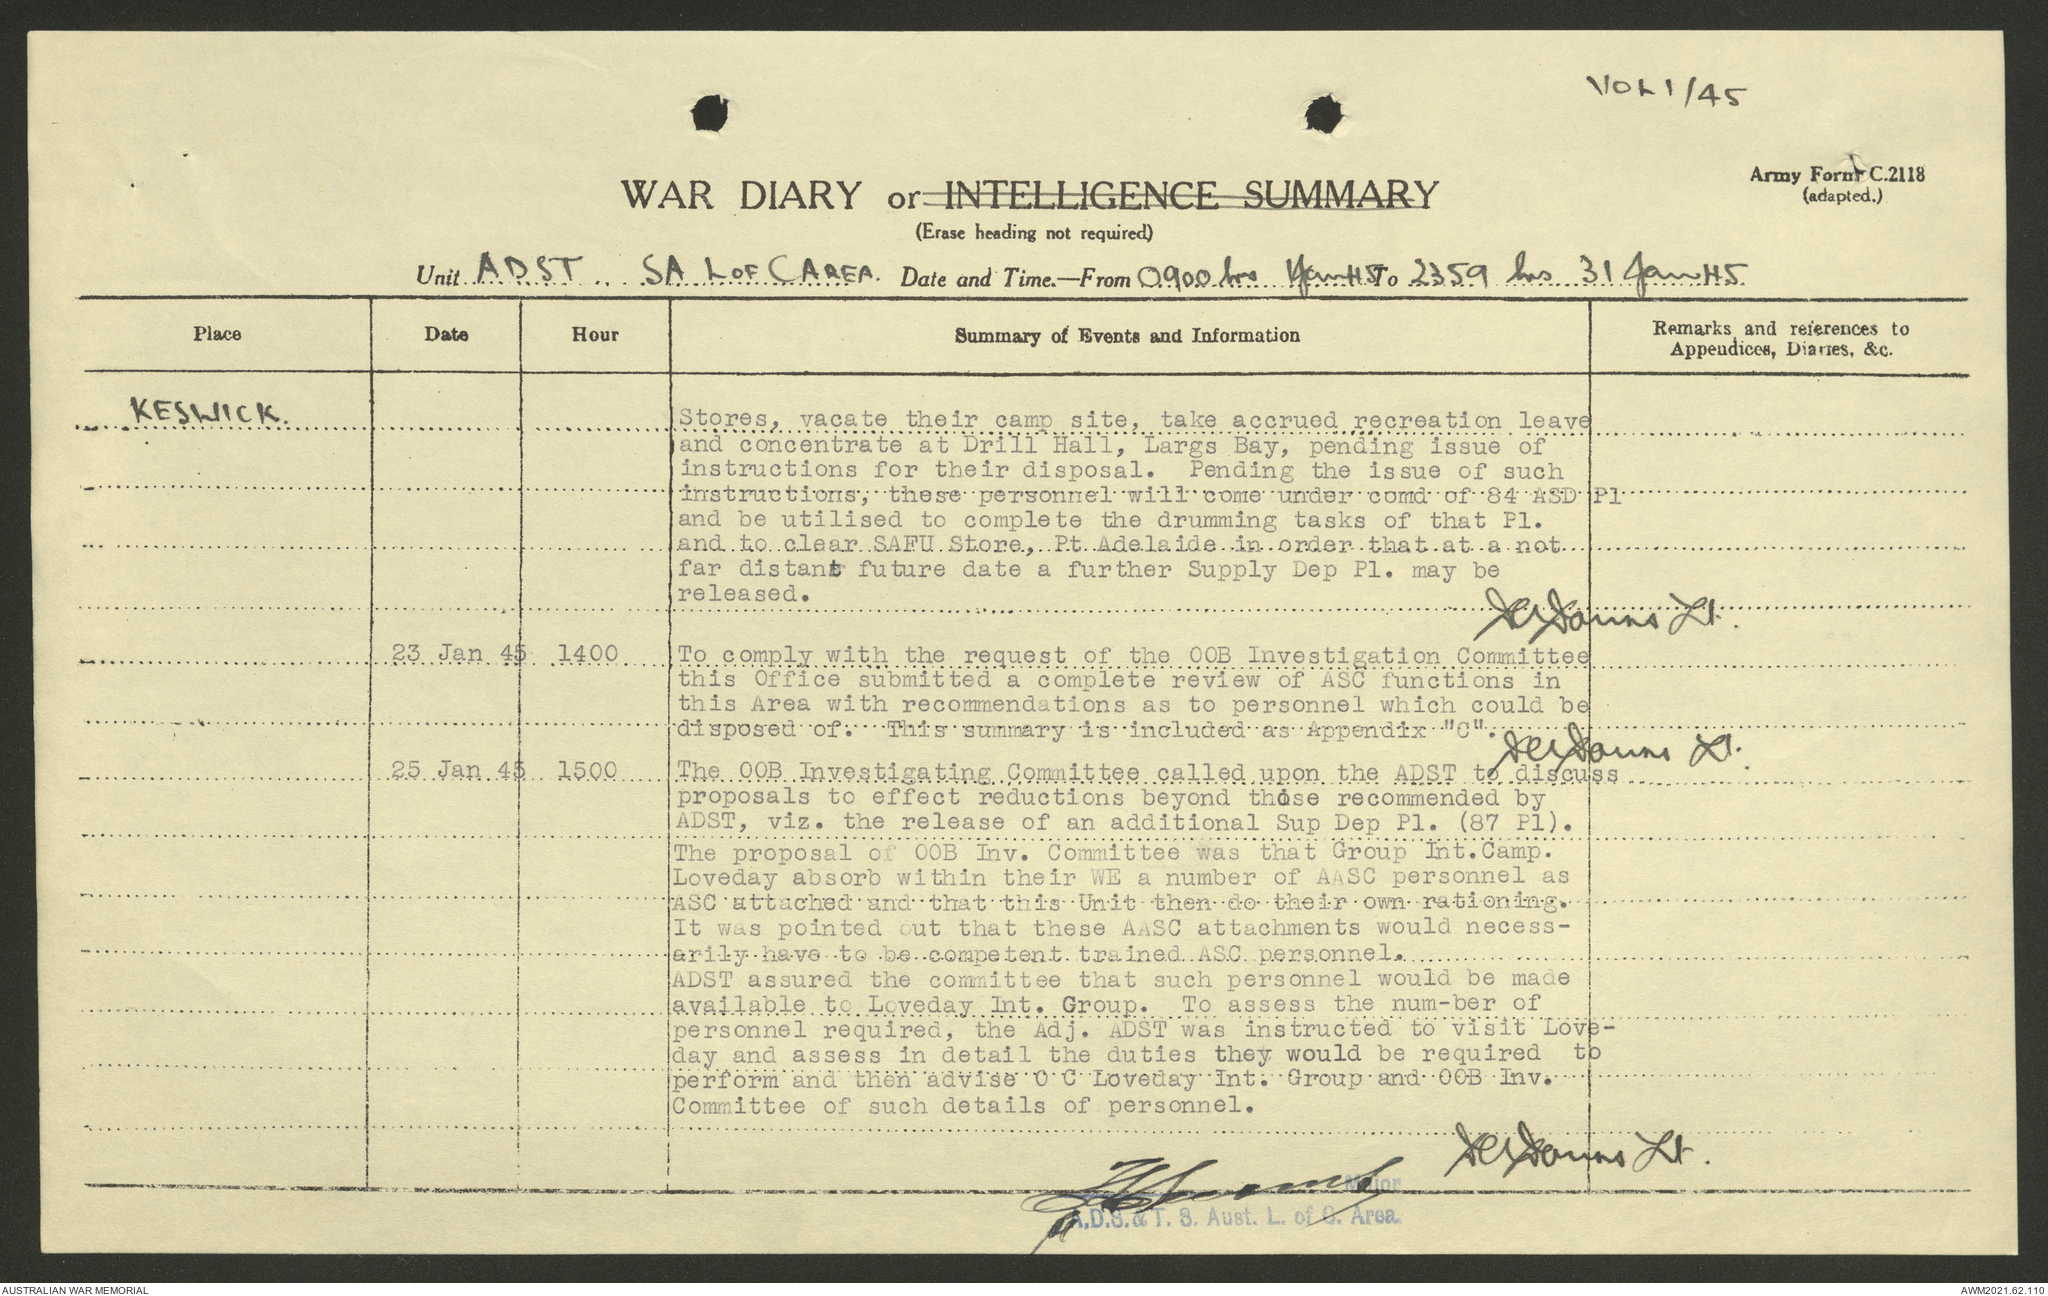 VOL 1/45
Army Form C.2118
(adapted.)
WAR DIARY or INTELLIGENCE SUMMARY
(Erase heading not required)
Unit ADST SA L OF C AREA. Date and Time.—From 0900 hrs 1 Jan 45 To 2359 hrs 31 Jan 45
Place Date Hour Summary of Events and Information Remarks and references to Appendices, Diaries, &c.
KESWICK.
Stores, vacate their camp site, take accrued recreation leave
and concentrate at Drill Hall, Largs Bay, pending issue of
instructions for their disposal. Pending the issue of such
instructions, these personnel will come under comd of 84 ASD Pl
and be utilised to complete the drumming tasks of that Pl.
and to clear SAFU Store, Pt Adelaide in order that at a not
far distant future date a further Supply Dep Pl. may be
released.
Lt.
23 Jan 45 1400 To comply with the request of the OOB Investigation Committee
this Office submitted a complete review of ASC functions in
this Area with recommendations as to personnel which could be
disposed of. This summary is included as Appendix "C".
Lt.
25 Jan 45 1500 The OOB Investigating Committee called upon the ADST to discuss
proposals to effect reductions beyond those recommended by
ADST, viz. the release of an additional Sup Dep Pl. (87 Pl).
The proposal of OOB Inv. Committee was that Group Int.Camp.
Loveday absorb within their WE a number of AASC personnel as
ASC attached and that this Unit then do their own rationing.
It was pointed out that these AASC attachments would necess-
arily have to be competent trained ASC personnel.
ADST assured the committee that such personnel would be made
available to Loveday Int. Group. To assess the num-ber of
personnel required, the Adj. ADST was instructed to visit Love-
day and assess in detail the duties they would be required to
perform and then advise O C Loveday Int. Group and OOB Inv.
Committee of such details of personnel.
Lt.
Major
A.D.S.&T. S. Aust. L. of C. Area.
AUSTRALIAN WAR MEMORIAL
AWM2021.62.110